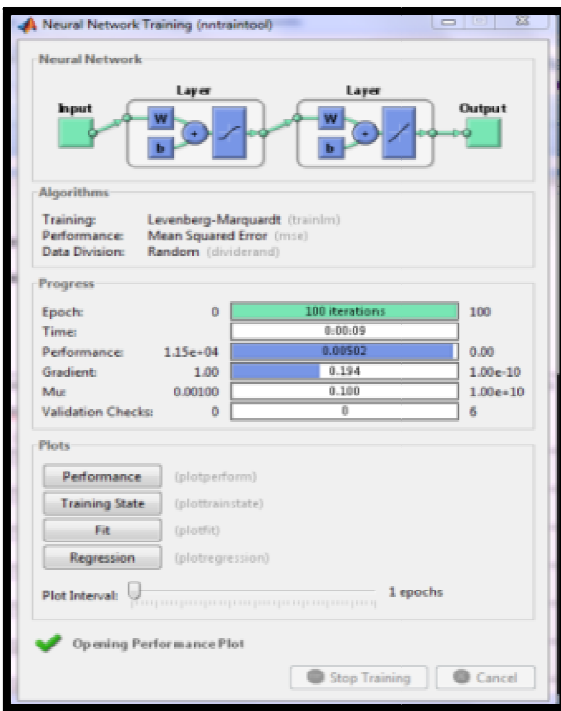 Neural Network Training (nntraintool)
Neural Network
Layer Layer
Input Output
W W
b b
+ +
Algorithms
Training: Levenberg-Marquardt (trainlm)
Performance: Mean Squared Error (mse)
Data Division: Random (dividerand)
Progress
Epoch: 0 100 iterations 100
Time: 0:00:09
Performance: 1.15e+04 0.00502 0.00
Gradient: 1.00 0.194 1.00e-10
Mu: 0.00100 0.100 1.00e+10
Validation Checks: 0 0 6
Plots
Performance (plotperform)
Training State (plottrainstate)
Fit (plotfit)
Regression (plotregression)
Plot Interval: 1 epochs
Opening Performance Plot
Stop Training Cancel